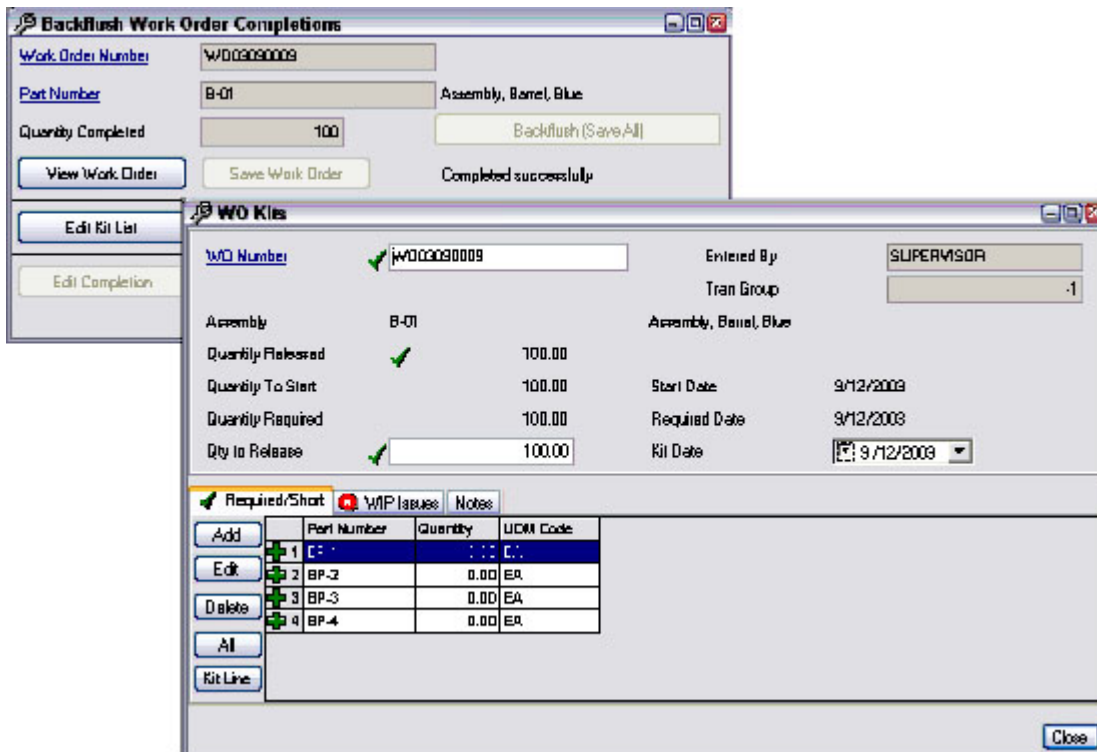 Backflush Work Order Completions
Work Order Number WO03090009
Part Number B-01 Assembly, Barrel, Blue
Quantity Completed 100 Backflush (Save All)
View Work Order Save Work Order Completed successfully
Edit Kit List
Edit Completion
WO Kits
WO Number WO03090009 Entered By SUPERVISOR
Tran Group -1
Assembly B-01 Assembly, Barrel, Blue
Quantity Released 100.00
Quantity To Start 100.00 Start Date 9/12/2003
Quantity Required 100.00 Required Date 9/12/2003
Qty to Release 100.00 Kit Date 9/12/2003
Required/Short WIP Issues Notes
Add Part Number Quantity UOM Code
1
Edit 2 BP-2 0.00 EA
Delete 3 BP-3 0.00 EA
4 BP-4 0.00 EA
All
Kit Line
Close